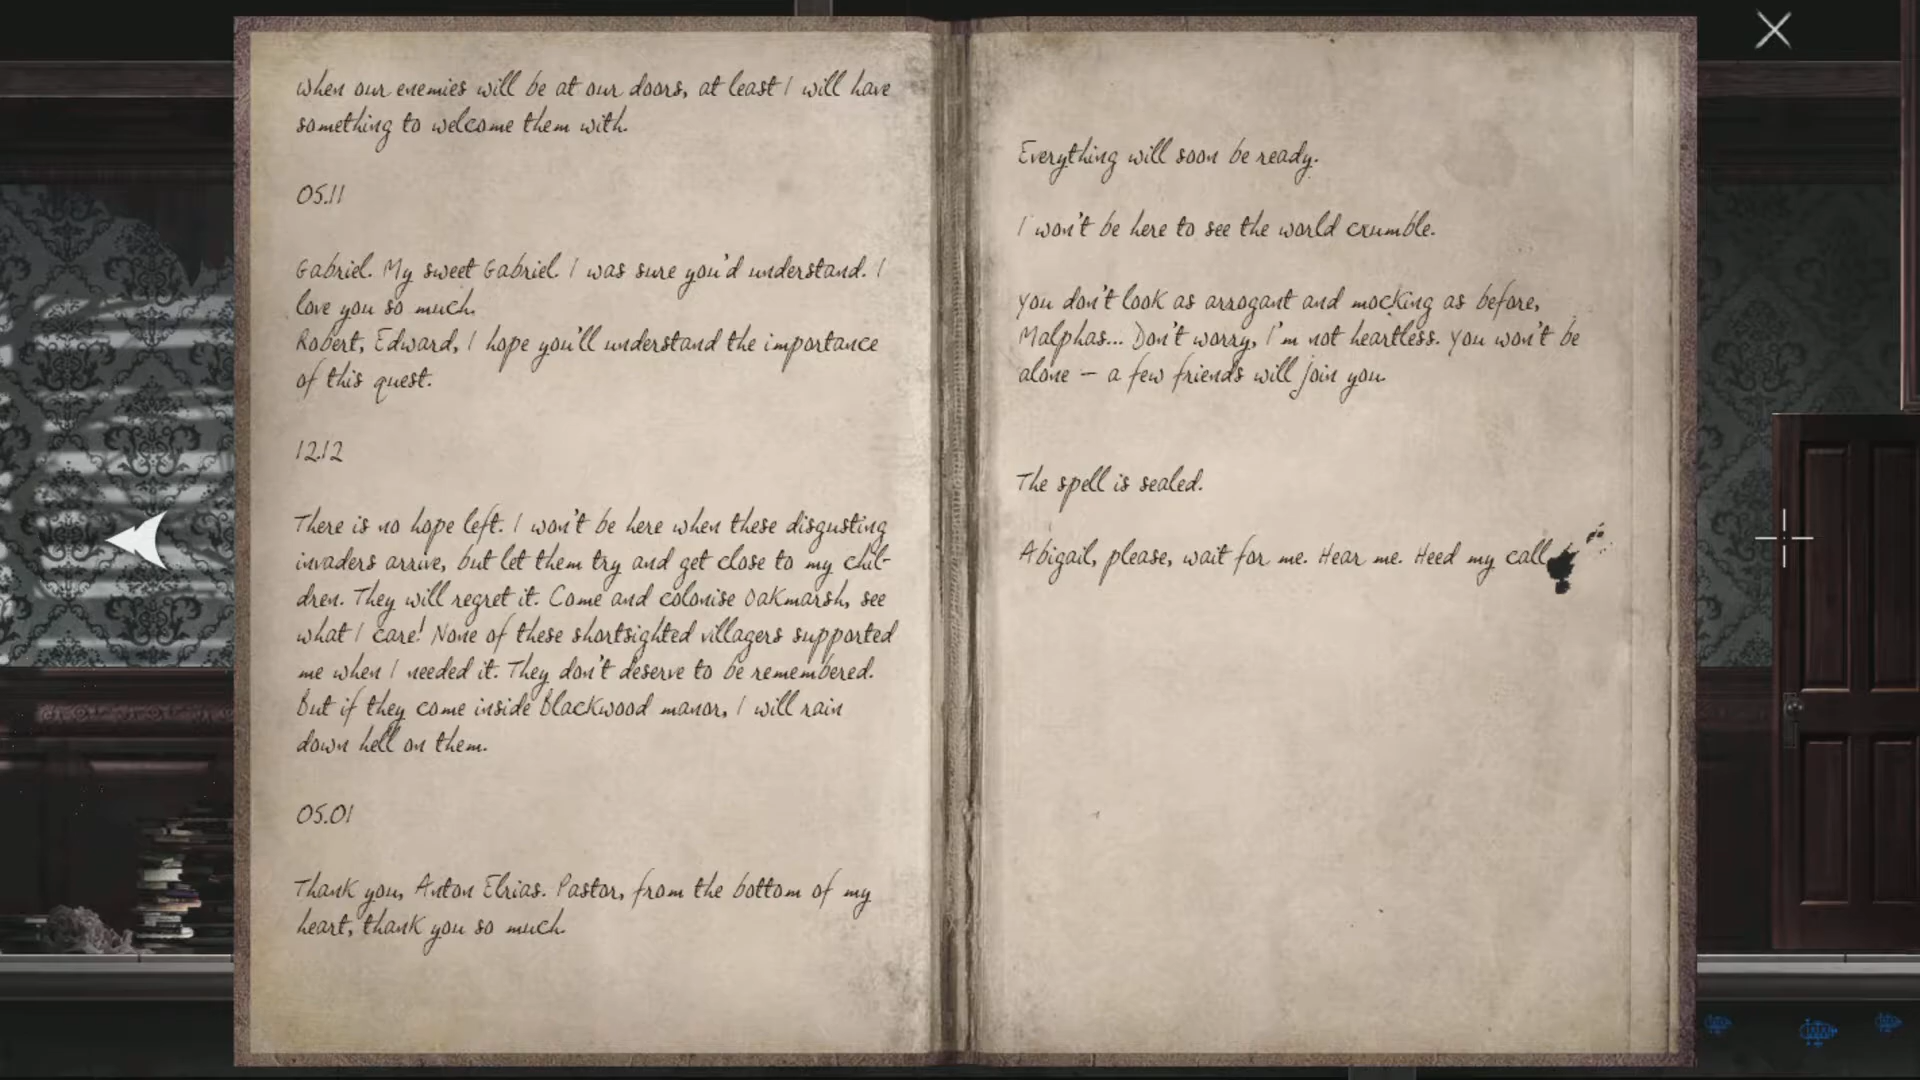 When our enemies will be at our doors, at least I will have
something to welcome them with.
05.11
Gabriel. My sweet Gabriel. I was sure you'd understand. I
love you so much.
Robert, Edward, I hope you'll understand the importance
of this quest.
12.12
There is no hope left. I won't be here when these disgusting
invaders arrive, but let them try and get close to my chil-
dren. They will regret it. Come and colonise Oakmarsh, see
what I care! None of these shortsighted villagers supported
me when I needed it. They don't deserve to be remembered.
But if they come inside Blackwood manor, I will rain
down hell on them.
05.01
Thank you, Anton Elrias. Pastor, from the bottom of my
heart, thank you so much.
Everything will soon be ready.
I won't be here to see the world crumble.
You don't look as arrogant and mocking as before,
Malphas... Don't worry, I'm not heartless. You won't be
alone – a few friends will join you.
The spell is sealed.
Abigail, please, wait for me. Hear me. Heed my call